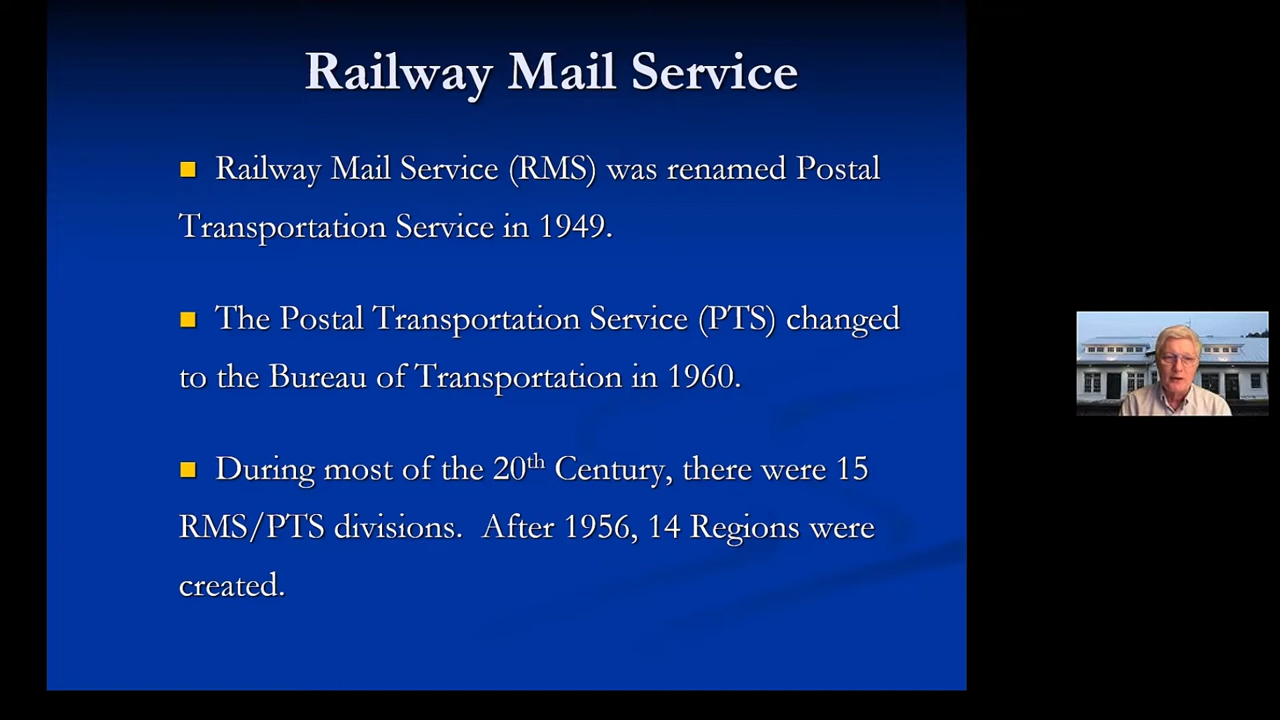 Railway Mail Service
Railway Mail Service (RMS) was renamed Postal
Transportation Service in 1949.
The Postal Transportation Service (PTS) changed
to the Bureau of Transportation in 1960.
During most of the 20th Century, there were 15
RMS/PTS divisions. After 1956, 14 Regions were
created.